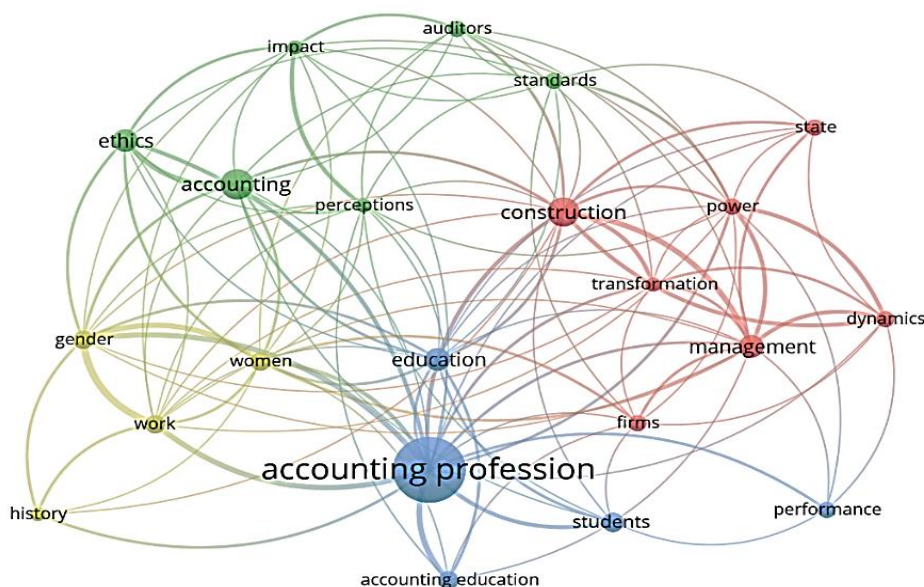 auditors
impact
standards
state
ethics
accounting
perceptions
construction
power
transformation
dynamics
gender
women
education
management
work
firms
accounting profession
history
students
performance
accounting education